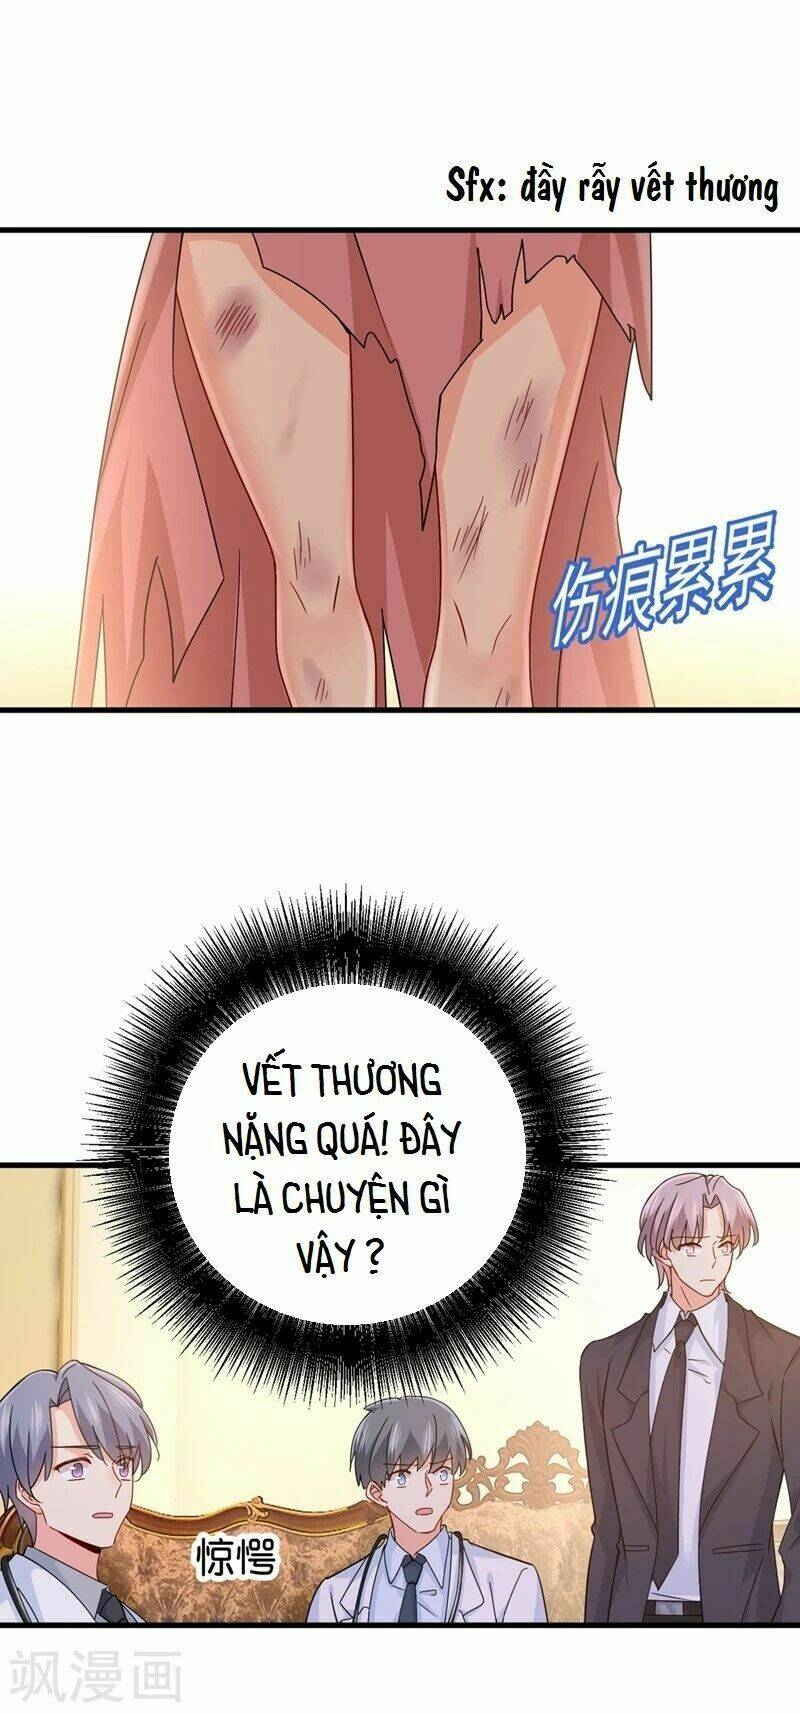 Sfx: đầy rẫy vết thương
伤痕累累
VẾT THƯƠNG
NẶNG QUÁ! ĐÂY
LÀ CHUYỆN GÌ
VẬY ?
惊愕
飒漫画